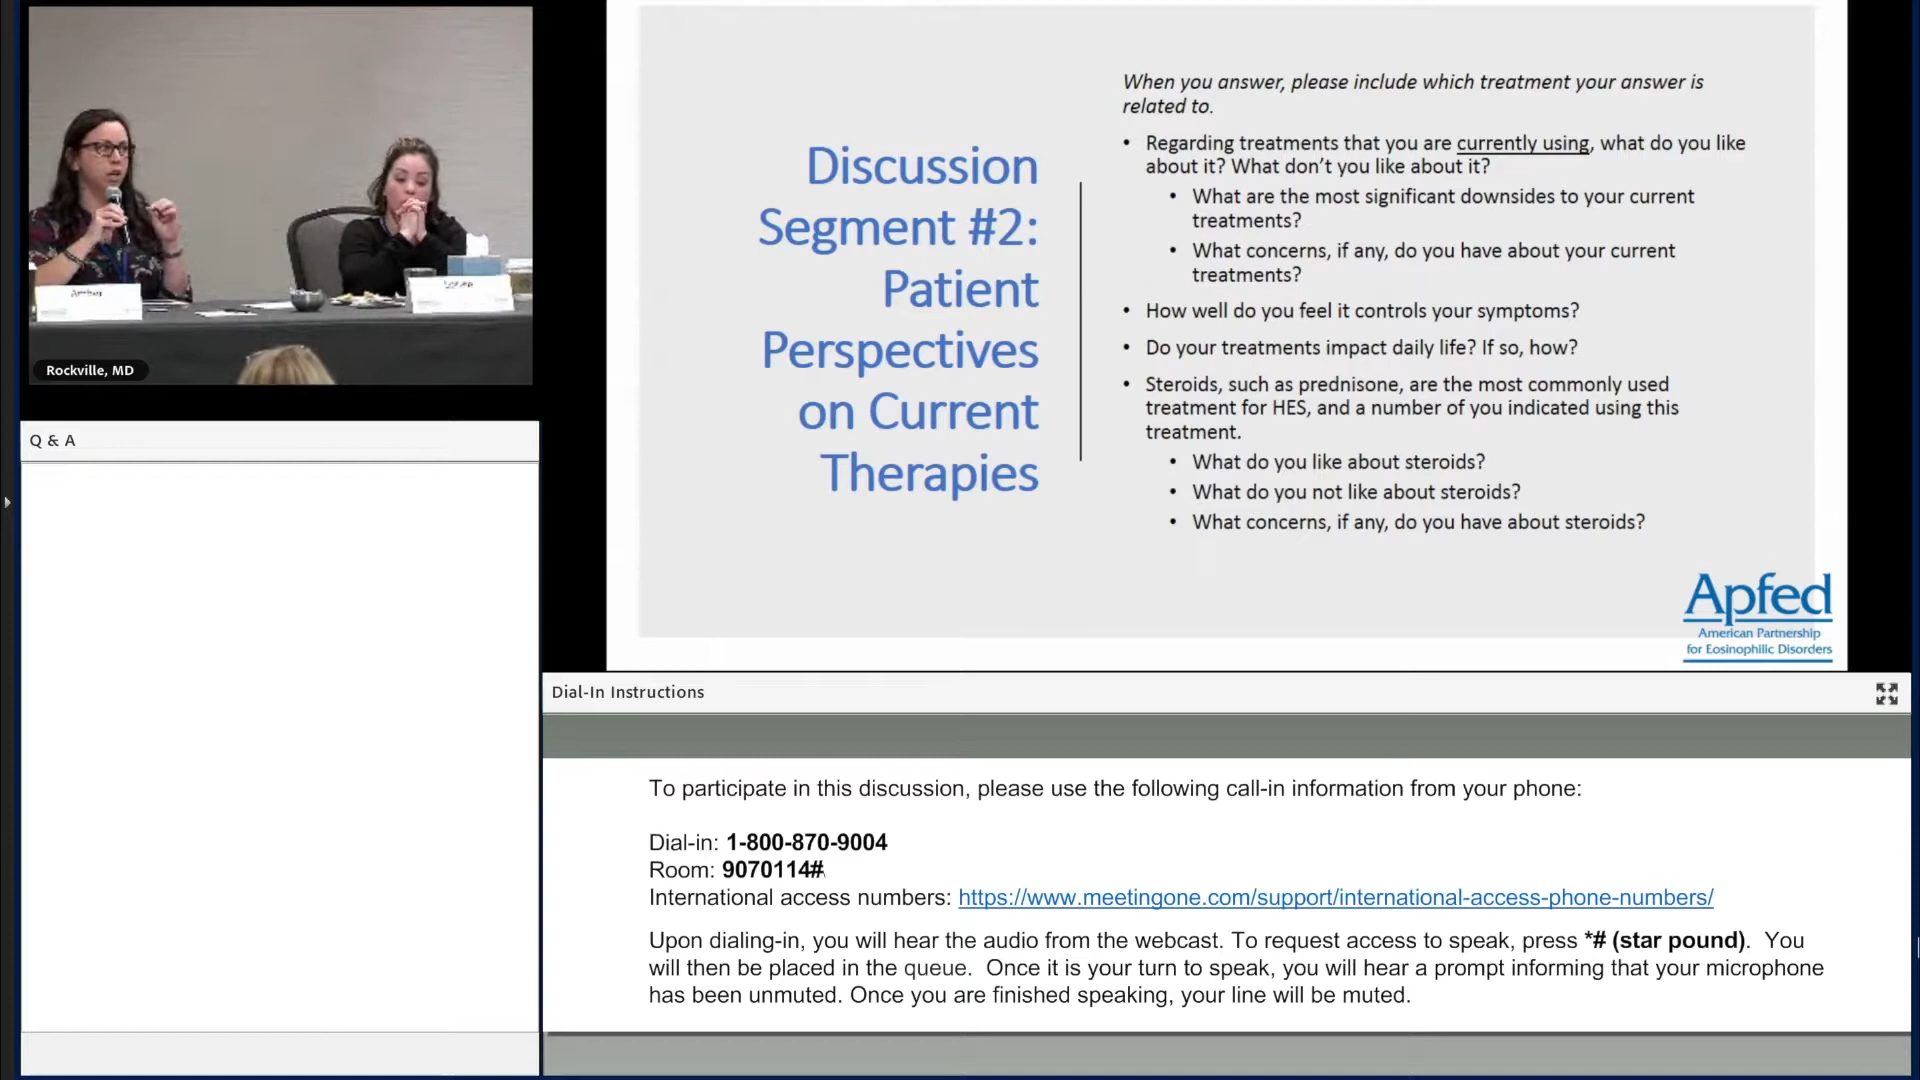 Rockville, MD
Q & A
Discussion
Segment #2:
Patient
Perspectives
on Current
Therapies
When you answer, please include which treatment your answer is
related to.
• Regarding treatments that you are currently using, what do you like
about it? What don't you like about it?
• What are the most significant downsides to your current
treatments?
• What concerns, if any, do you have about your current
treatments?
• How well do you feel it controls your symptoms?
• Do your treatments impact daily life? If so, how?
• Steroids, such as prednisone, are the most commonly used
treatment for HES, and a number of you indicated using this
treatment.
• What do you like about steroids?
• What do you not like about steroids?
• What concerns, if any, do you have about steroids?
Apfed
American Partnership
for Eosinophilic Disorders
Dial-In Instructions
To participate in this discussion, please use the following call-in information from your phone:
Dial-in: 1-800-870-9004
Room: 9070114#
International access numbers: https://www.meetingone.com/support/international-access-phone-numbers/
Upon dialing-in, you will hear the audio from the webcast. To request access to speak, press *# (star pound). You
will then be placed in the queue. Once it is your turn to speak, you will hear a prompt informing that your microphone
has been unmuted. Once you are finished speaking, your line will be muted.